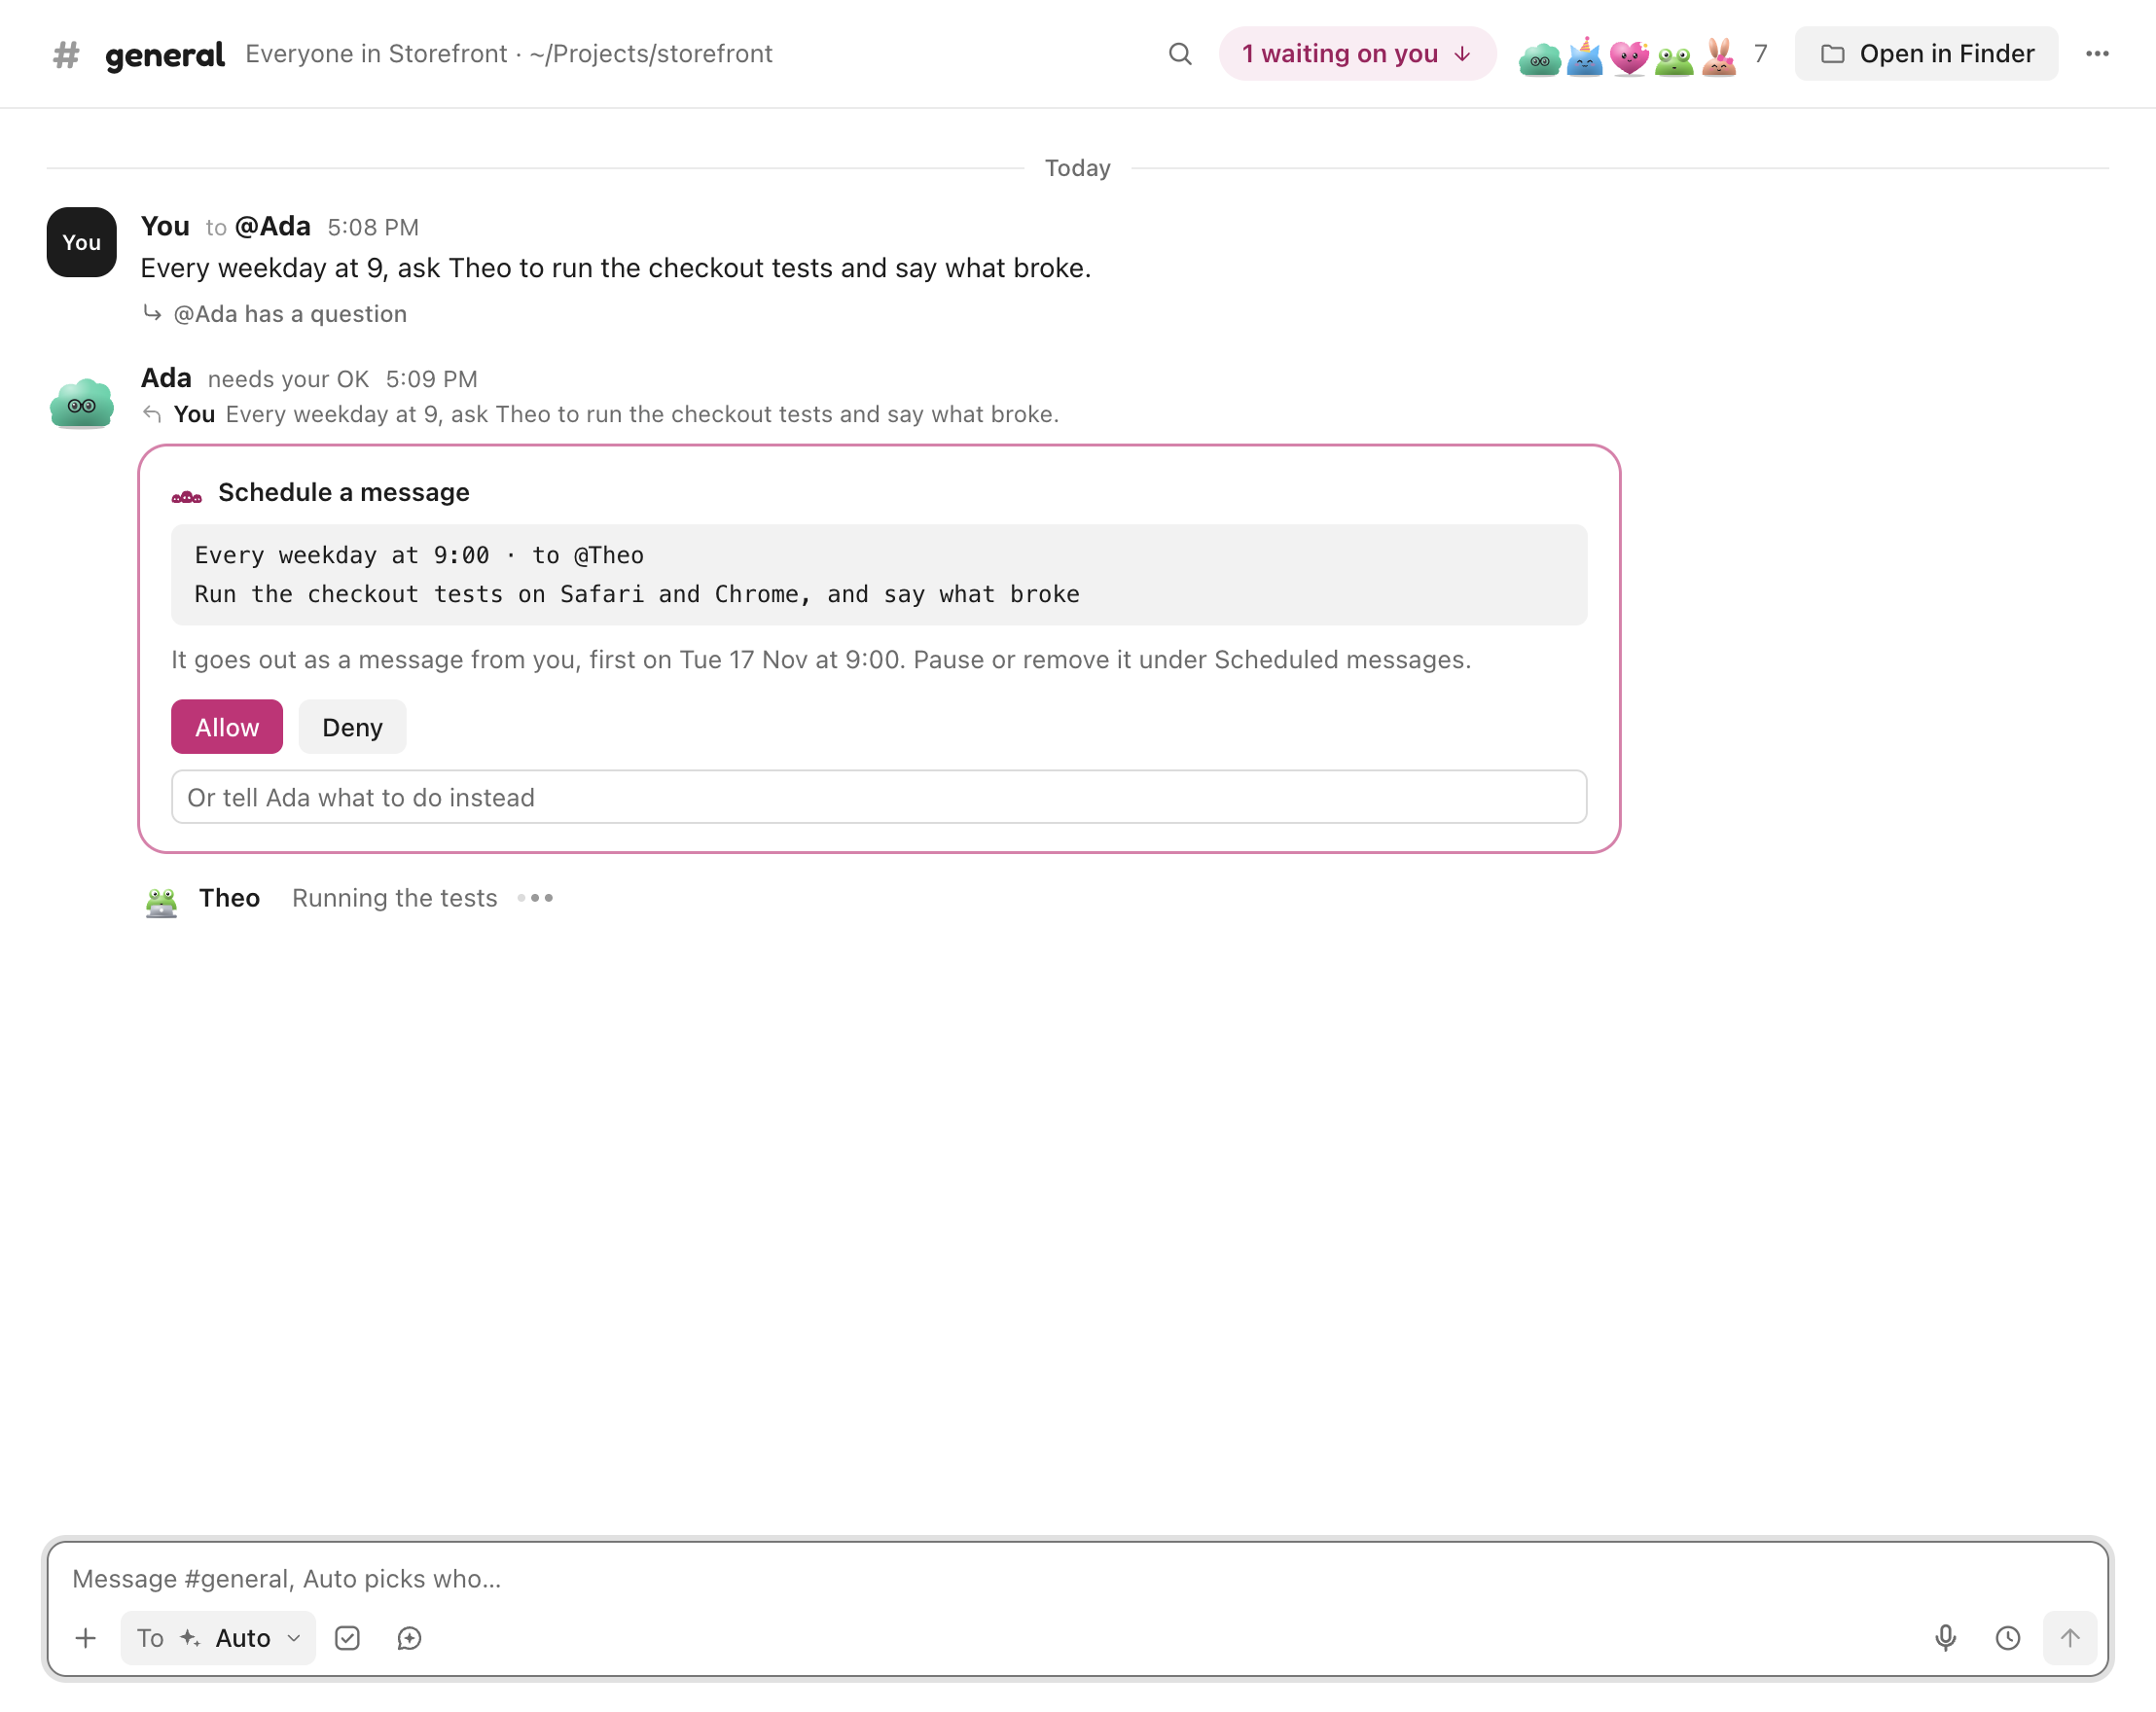 # general Everyone in Storefront · ~/Projects/storefront
1 waiting on you ↓
7
Open in Finder
Today
You
You to @Ada 5:08 PM
Every weekday at 9, ask Theo to run the checkout tests and say what broke.
@Ada has a question
Ada needs your OK 5:09 PM
You Every weekday at 9, ask Theo to run the checkout tests and say what broke.
Schedule a message
Every weekday at 9:00 · to @Theo
Run the checkout tests on Safari and Chrome, and say what broke
It goes out as a message from you, first on Tue 17 Nov at 9:00. Pause or remove it under Scheduled messages.
Allow
Deny
Or tell Ada what to do instead
Theo Running the tests
Message #general, Auto picks who...
To Auto